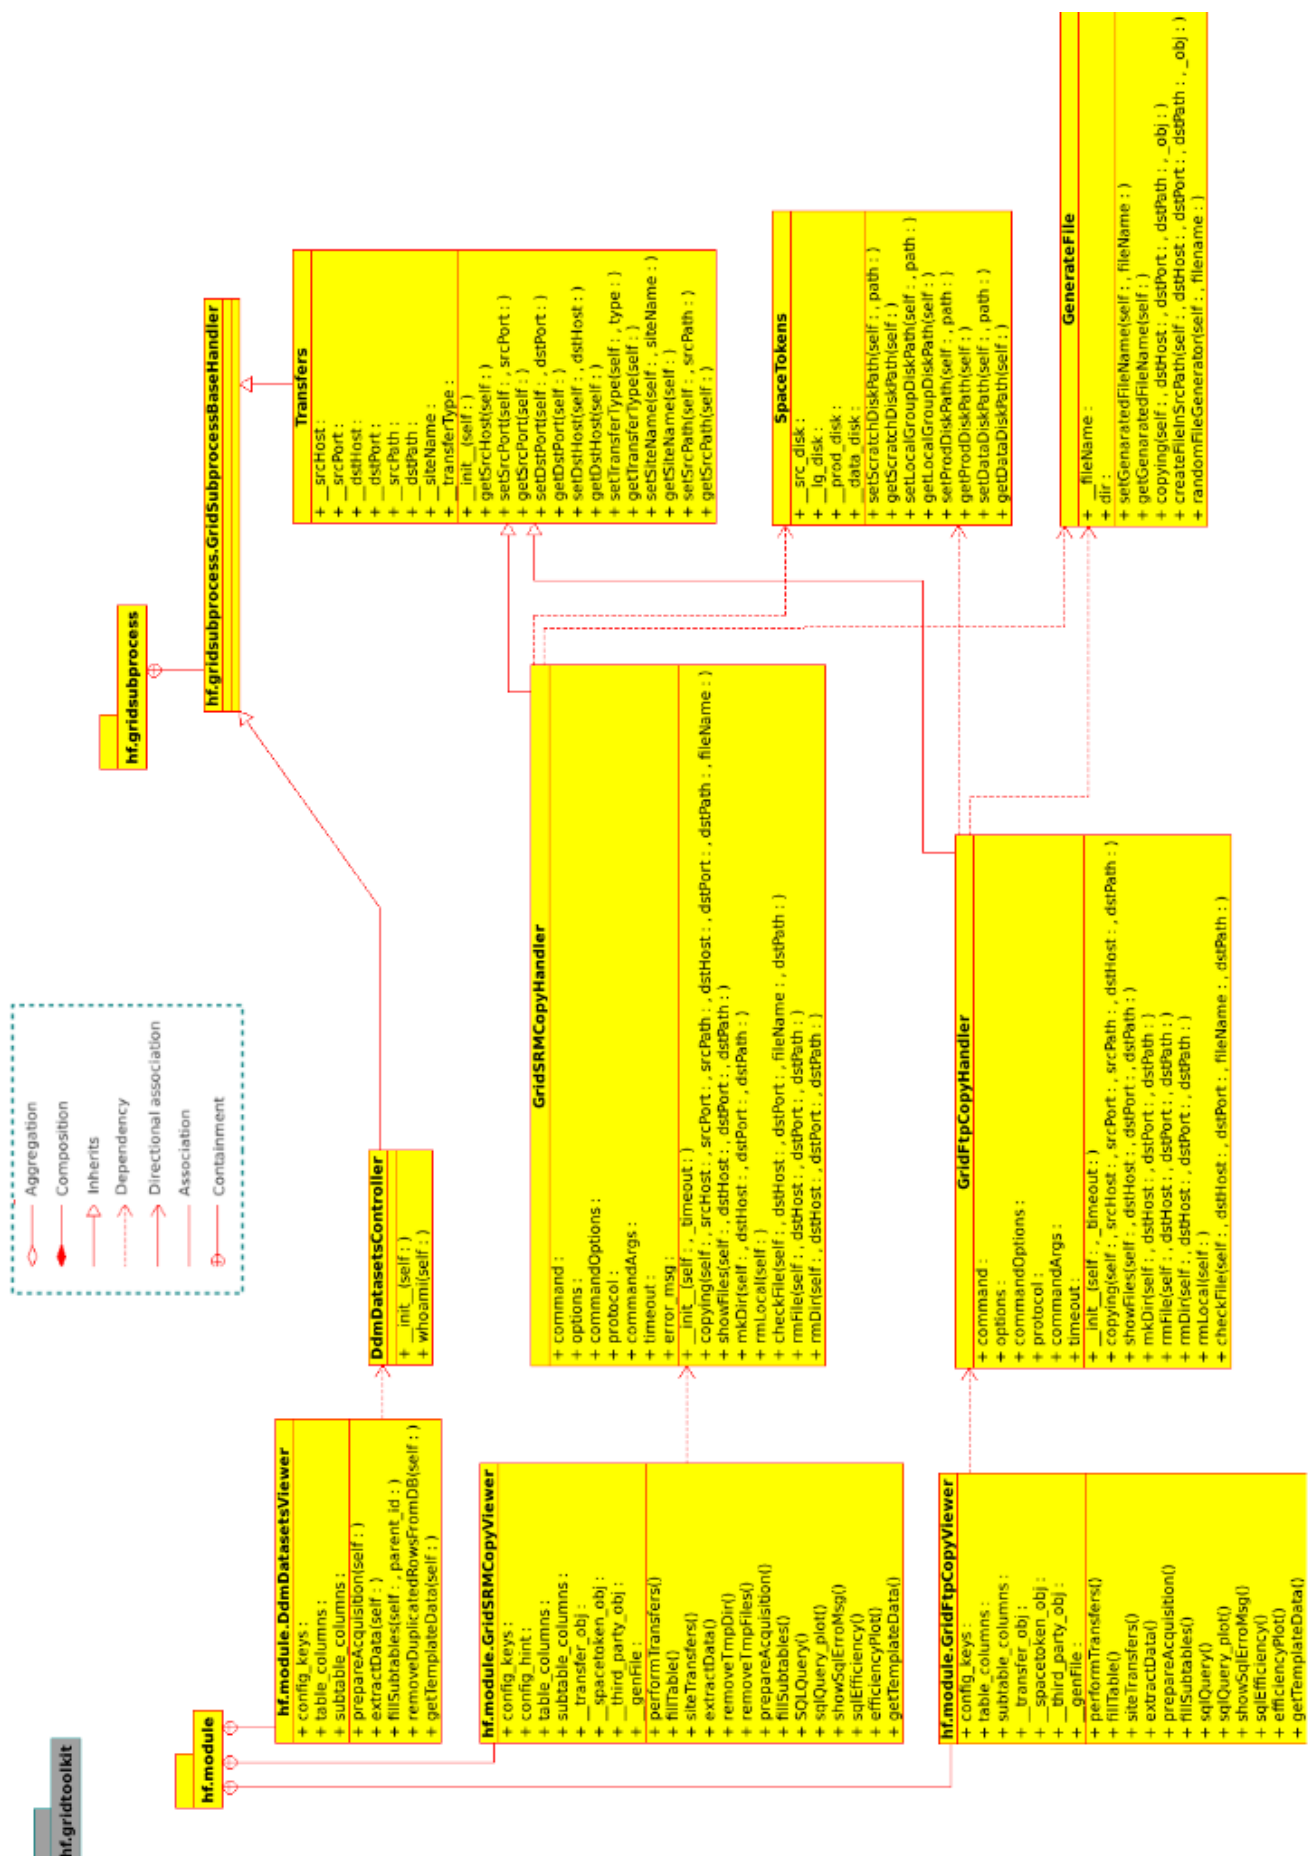 hf.gridtoolkit
Aggregation
Composition
Inherits
Dependency
Directional association
Association
Containment
hf.gridsubprocess
hf.module
hf.gridsubprocess.GridSubprocessBaseHandler
hf.module.DdmDatasetsViewer
+ config_keys :
+ table_columns :
+ subtable_columns :
+ prepareAcquisition(self : )
+ extractData(self : )
+ fillSubtables(self : , parent_id : )
+ removeDuplicatedRowsFromDB(self : )
+ getTemplateData(self : )
DdmDatasetsController
+ __init__(self : )
+ whoami(self : )
Transfers
+ __srcHost :
+ __srcPort :
+ __dstHost :
+ __dstPort :
+ __srcPath :
+ __dstPath :
+ __siteName :
+ __transferType :
+ __init__(self : )
+ getSrcHost(self : )
+ setSrcPort(self : , srcPort : )
+ getSrcPort(self : )
+ setDstPort(self : , dstPort : )
+ getDstPort(self : )
+ setDstHost(self : , dstHost : )
+ getDstHost(self : )
+ setTransferType(self : , type : )
+ getTransferType(self : )
+ setSiteName(self : , siteName : )
+ getSiteName(self : )
+ setSrcPath(self : , srcPath : )
+ getSrcPath(self : )
hf.module.GridSRMCopyViewer
+ config_keys :
+ config_hint :
+ table_columns :
+ subtable_columns :
+ __transfer_obj :
+ __spacetoken_obj :
+ __third_party_obj :
+ __genFile :
+ performTransfers()
+ fillTable()
+ siteTransfers()
+ extractData()
+ removeTmpDir()
+ removeTmpFiles()
+ prepareAcquisition()
+ fillSubtables()
+ SQLQuery()
+ sqlQuery_plot()
+ showSqlErroMsg()
+ sqlEfficiency()
+ efficiencyPlot()
+ getTemplateData()
GridSRMCopyHandler
+ command :
+ options :
+ commandOptions :
+ protocol :
+ commandArgs :
+ timeout :
+ error_msg :
+ __init__(self : , _timeout : )
+ copying(self : , srcHost : , srcPort : , srcPath : , dstHost : , dstPort : , dstPath : , fileName : )
+ showFiles(self : , dstHost : , dstPort : , dstPath : )
+ mkDir(self : , dstHost : , dstPort : , dstPath : )
+ rmLocal(self : )
+ checkFile(self : , dstHost : , dstPort : , fileName : , dstPath : )
+ rmFile(self : , dstHost : , dstPort : , dstPath : )
+ rmDir(self : , dstHost : , dstPort : , dstPath : )
SpaceTokens
+ __src_disk :
+ __lg_disk :
+ __prod_disk :
+ __data_disk :
+ setScratchDiskPath(self : , path : )
+ getScratchDiskPath(self : )
+ setLocalGroupDiskPath(self : , path : )
+ getLocalGroupDiskPath(self : )
+ setProdDiskPath(self : , path : )
+ getProdDiskPath(self : )
+ setDataDiskPath(self : , path : )
+ getDataDiskPath(self : )
hf.module.GridFtpCopyViewer
+ config_keys :
+ table_columns :
+ subtable_columns :
+ __transfer_obj :
+ __spacetoken_obj :
+ __third_party_obj :
+ __genFile :
+ performTransfers()
+ fillTable()
+ siteTransfers()
+ extractData()
+ prepareAcquisition()
+ fillSubtables()
+ sqlQuery()
+ sqlQuery_plot()
+ showSqlErroMsg()
+ sqlEfficiency()
+ efficiencyPlot()
+ getTemplateData()
GridFtpCopyHandler
+ command :
+ options :
+ commandOptions :
+ protocol :
+ commandArgs :
+ timeout :
+ __init__(self : , _timeout : )
+ copying(self : , srcHost : , srcPort : , srcPath : , dstHost : , dstPath : )
+ showFiles(self : , dstHost : , dstPort : , dstPath : )
+ mkDir(self : , dstHost : , dstPort : , dstPath : )
+ rmFile(self : , dstHost : , dstPort : , dstPath : )
+ rmDir(self : , dstHost : , dstPort : , dstPath : )
+ rmLocal(self : )
+ checkFile(self : , dstHost : , dstPort : , fileName : , dstPath : )
GenerateFile
+ __fileName :
+ dir :
+ setGenaratedFileName(self : , fileName : )
+ getGenaratedFileName(self : )
+ copying(self : , dstHost : , dstPort : , dstPath : , _obj : )
+ createFileInSrcPath(self : , dstHost : , dstPort : , dstPath : , _obj : )
+ randomFileGenerator(self : , filename : )